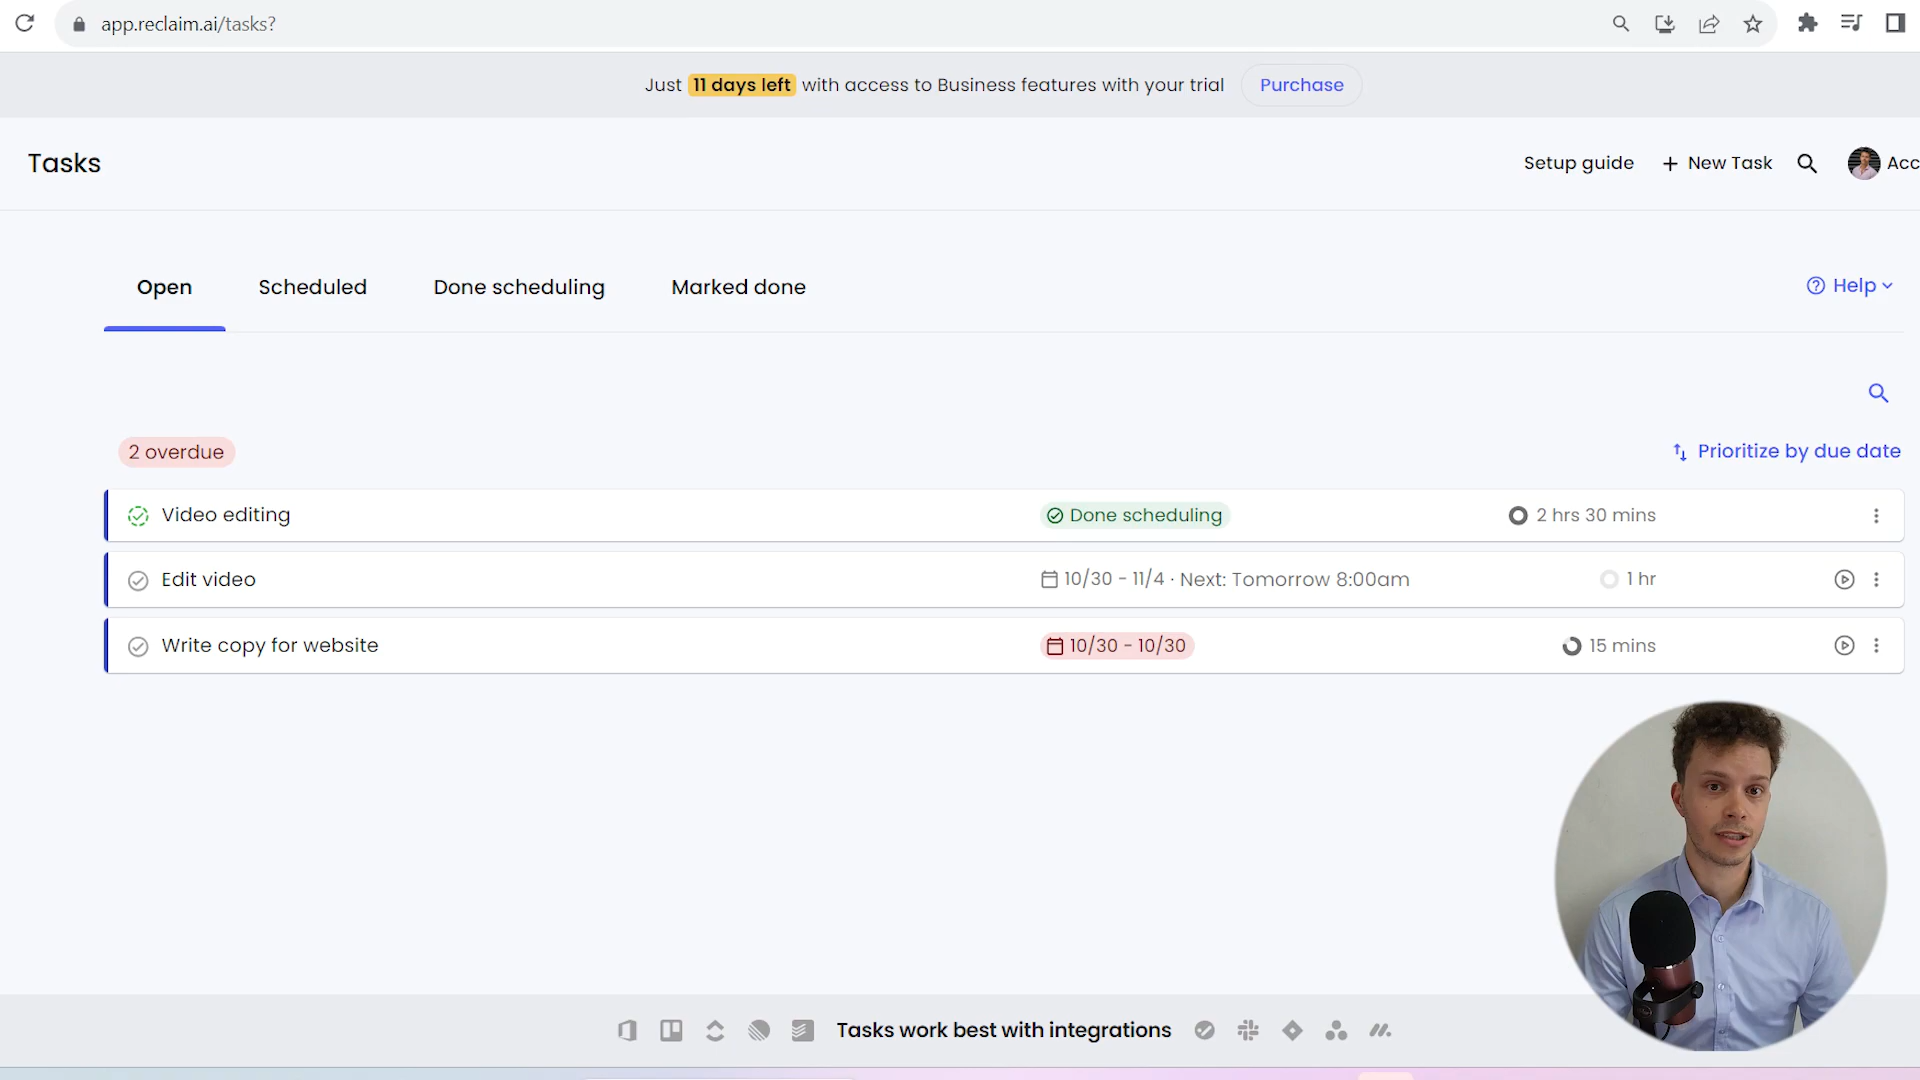 app.reclaim.ai/tasks?
Just 11 days left with access to Business features with your trial Purchase
Tasks
Setup guide
+ New Task
Acc
Open
Scheduled
Done scheduling
Marked done
Help
2 overdue
Prioritize by due date
Video editing
Done scheduling
2 hrs 30 mins
Edit video
10/30 - 11/4 · Next: Tomorrow 8:00am
1 hr
Write copy for website
10/30 - 10/30
15 mins
Tasks work best with integrations